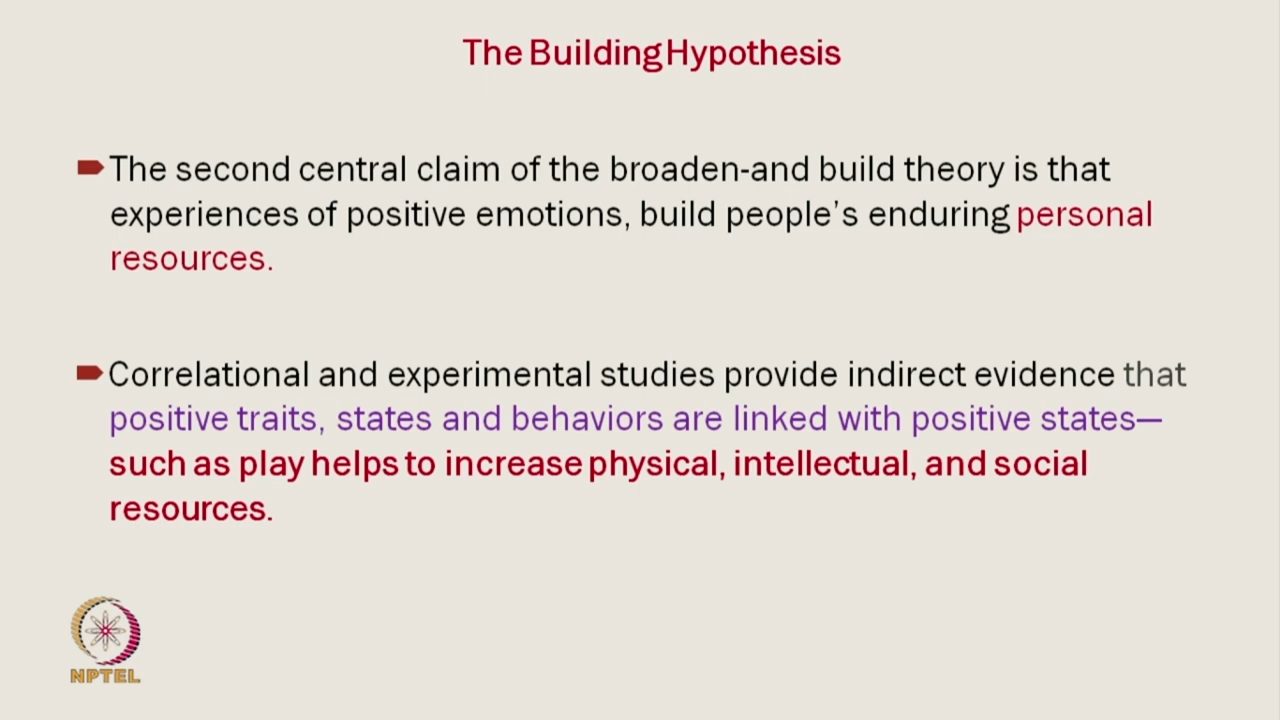 The Building Hypothesis
The second central claim of the broaden-and build theory is that
experiences of positive emotions, build people's enduring personal
resources.
Correlational and experimental studies provide indirect evidence that
positive traits, states and behaviors are linked with positive states—
such as play helps to increase physical, intellectual, and social
resources.
NPTEL